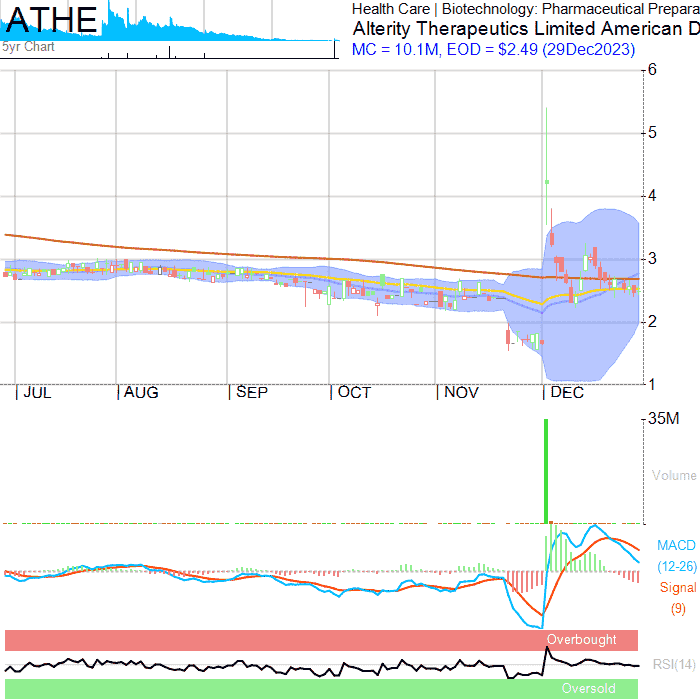 ATHE
5yr Chart
Health Care | Biotechnology: Pharmaceutical Prepara
Alterity Therapeutics Limited American D
MC = 10.1M, EOD = $2.49 (29Dec2023)
6
5
4
3
2
1
JUL AUG SEP OCT NOV DEC
35M
Volume
MACD
(12-26)
Signal
(9)
Overbought
RSI(14)
Oversold